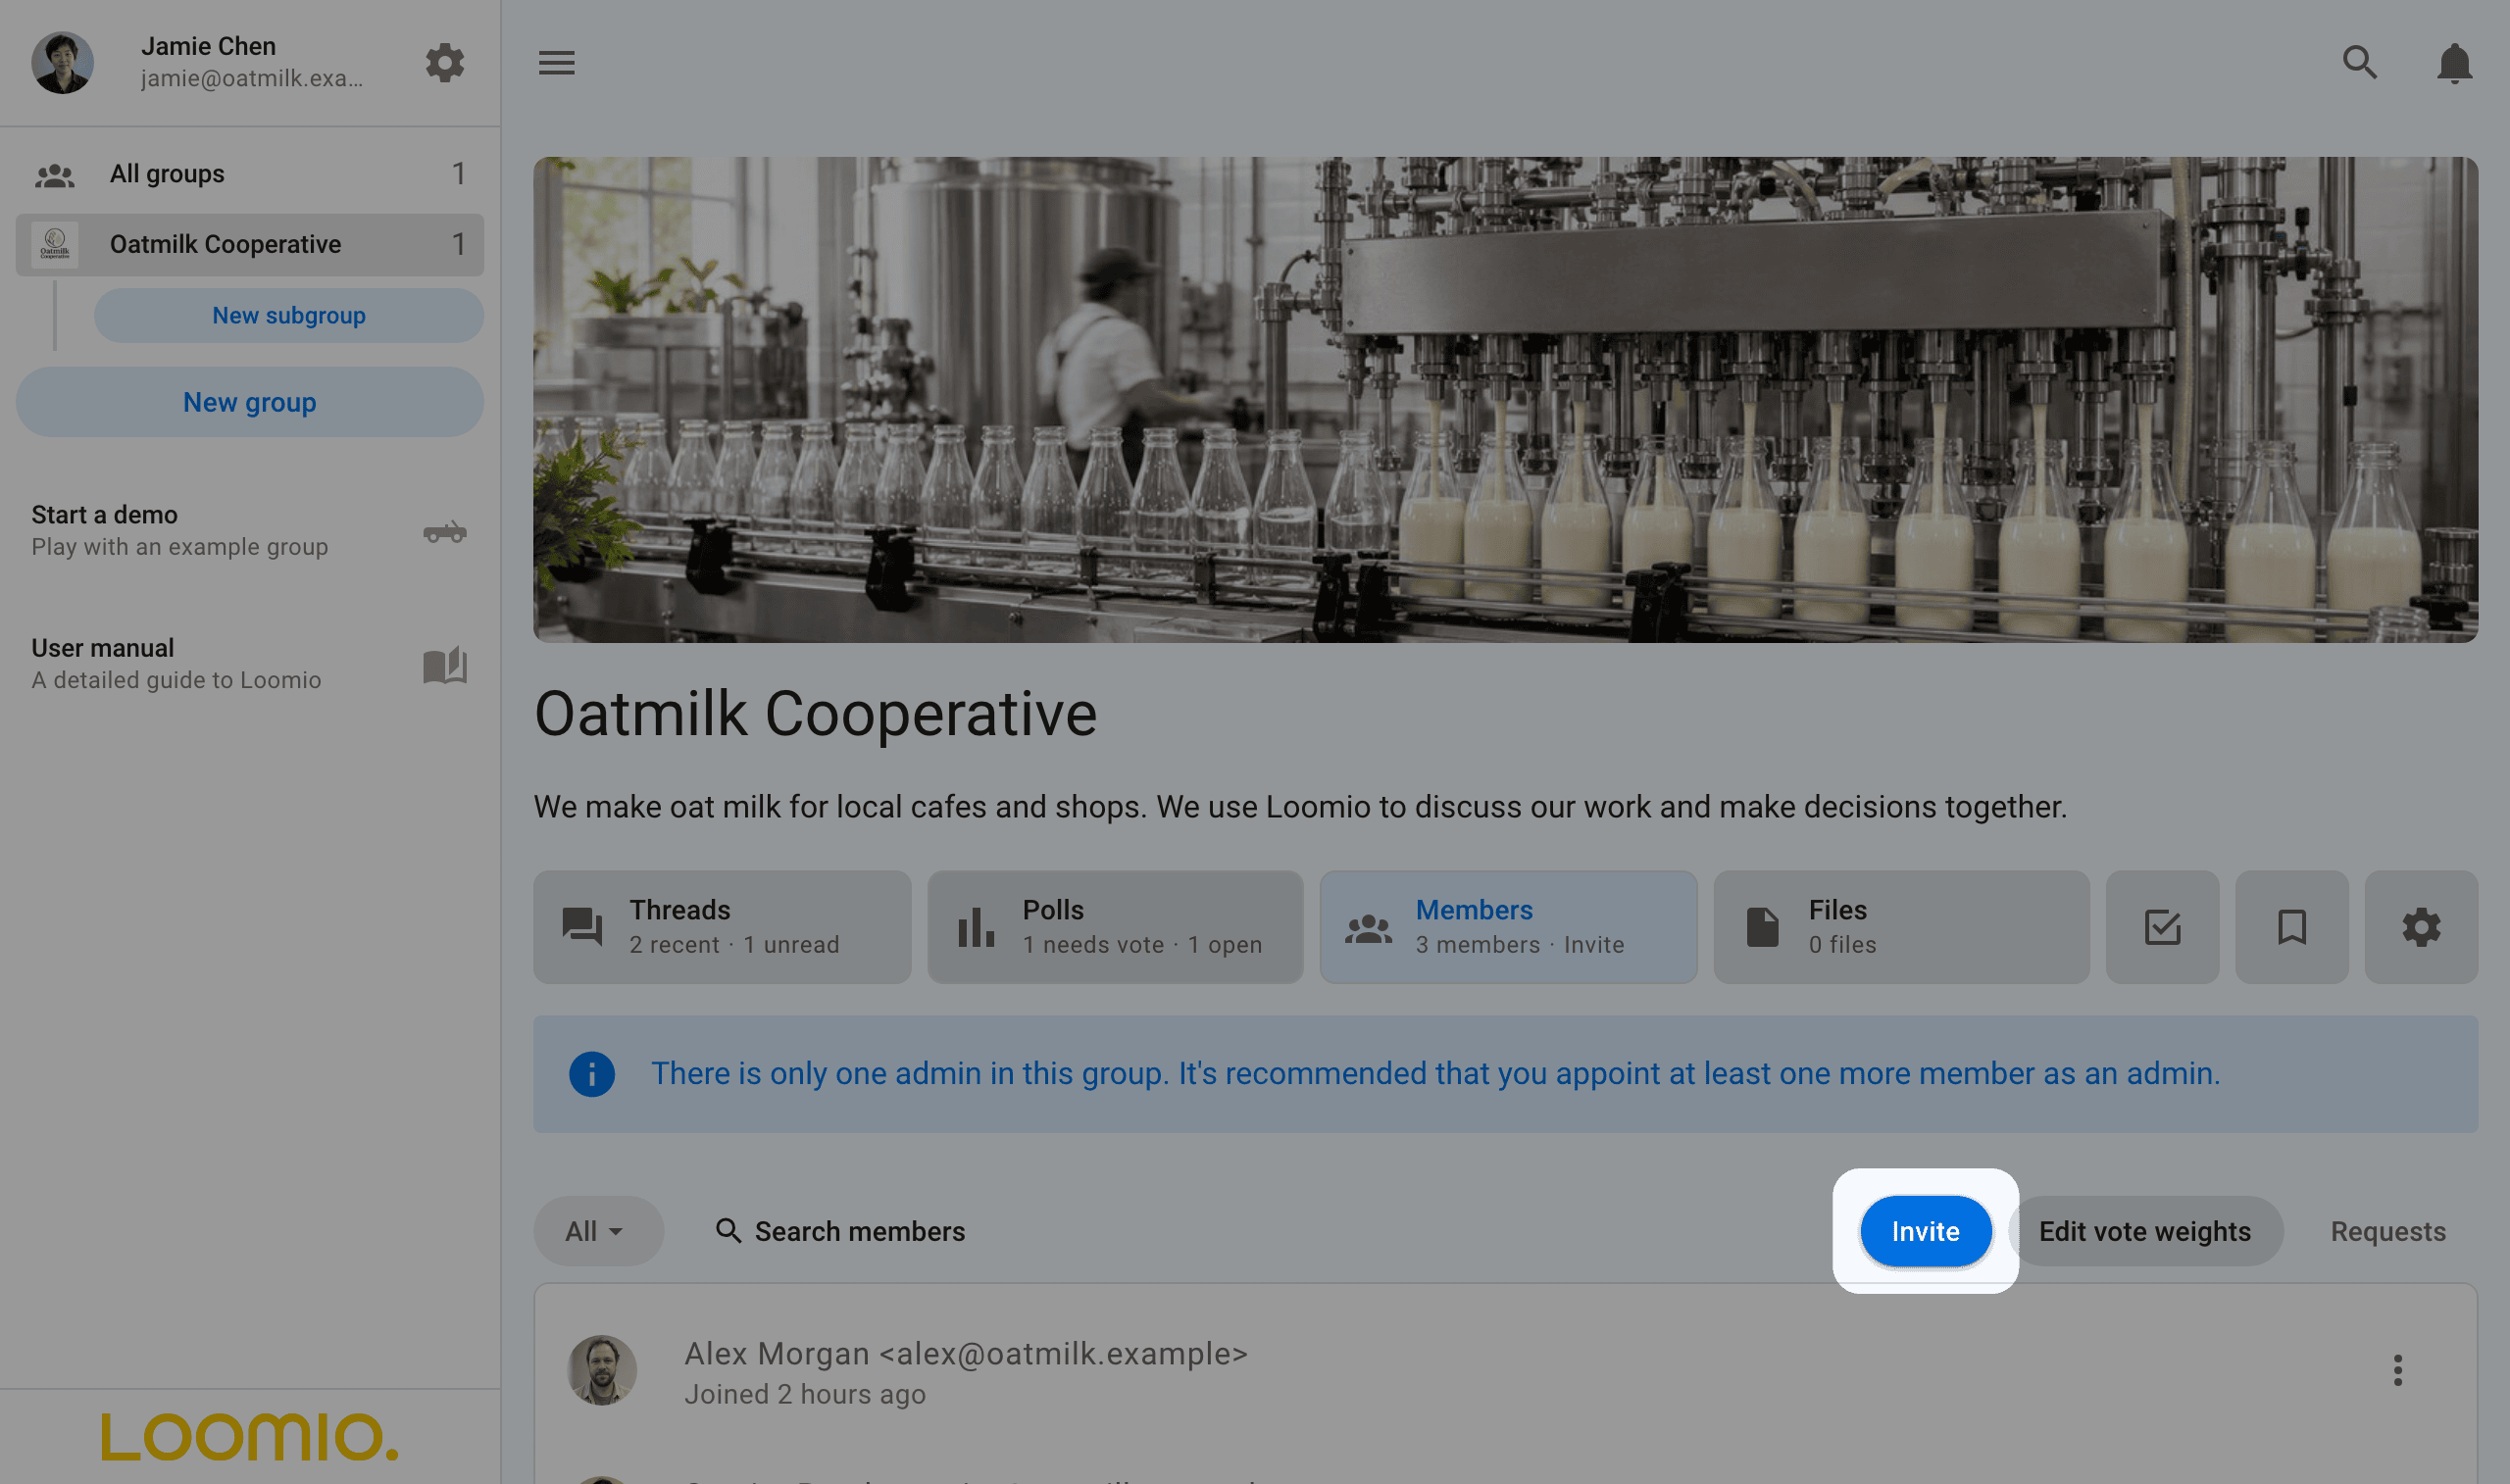 Jamie Chen
jamie@oatmilk.exa...
All groups 1
Oatmilk Cooperative
Oatmilk Cooperative 1
New subgroup
New group
Start a demo
Play with an example group
User manual
A detailed guide to Loomio
LOOMIO.
Oatmilk Cooperative
We make oat milk for local cafes and shops. We use Loomio to discuss our work and make decisions together.
Threads
2 recent · 1 unread
Polls
1 needs vote · 1 open
Members
3 members · Invite
Files
0 files
There is only one admin in this group. It's recommended that you appoint at least one more member as an admin.
All
Search members
Invite
Edit vote weights
Requests
Alex Morgan <alex@oatmilk.example>
Joined 2 hours ago